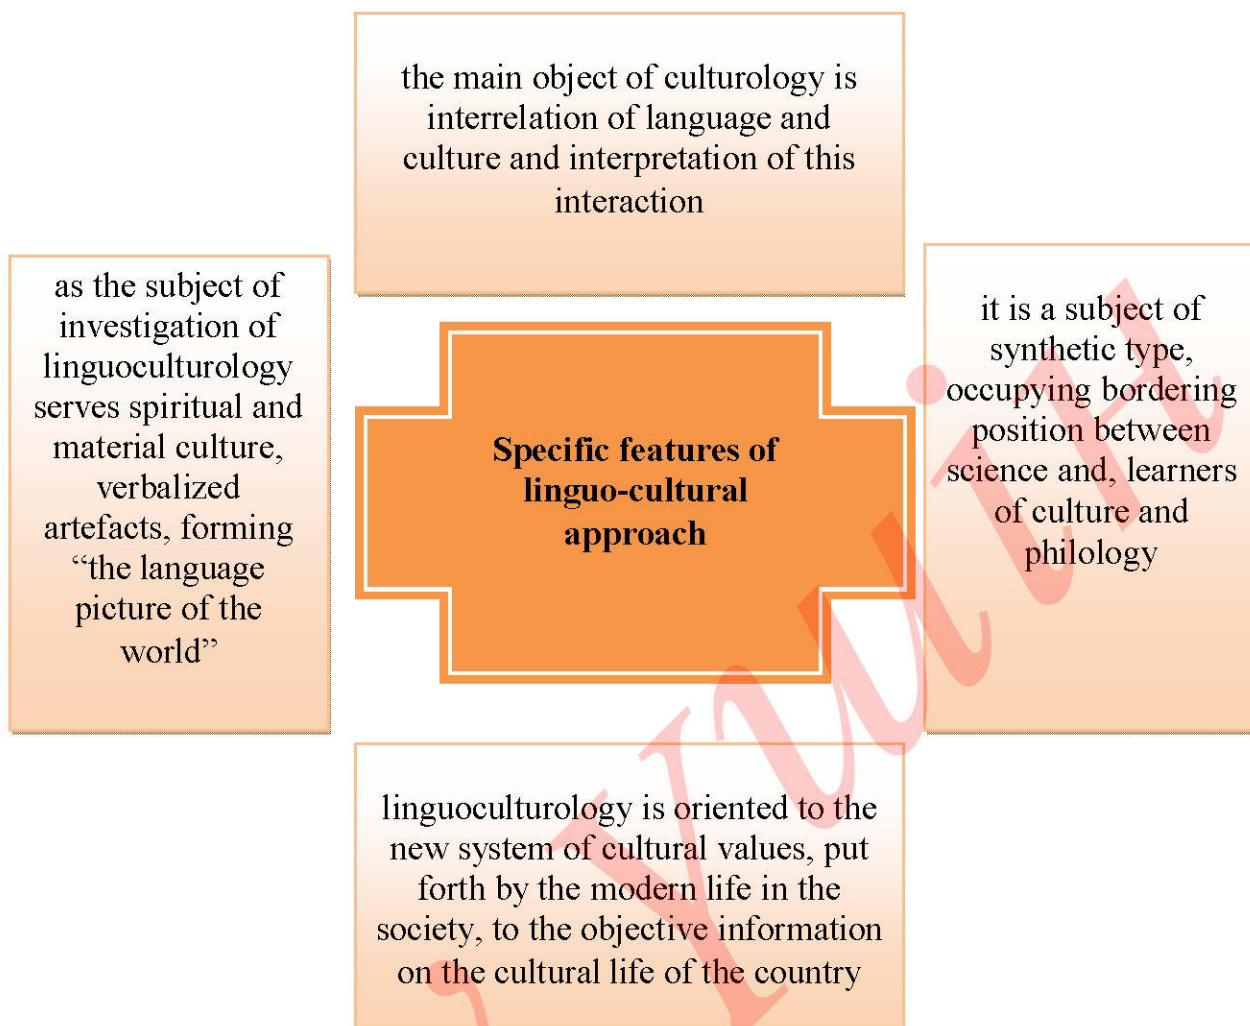 the main object of culturology is
interrelation of language and
culture and interpretation of this
interaction
as the subject of
investigation of
linguoculturology
serves spiritual and
material culture,
verbalized
artefacts, forming
“the language
picture of the
world”
Specific features of
linguo-cultural
approach
it is a subject of
synthetic type,
occupying bordering
position between
science and, learners
of culture and
philology
linguoculturology is oriented to the
new system of cultural values, put
forth by the modern life in the
society, to the objective information
on the cultural life of the country